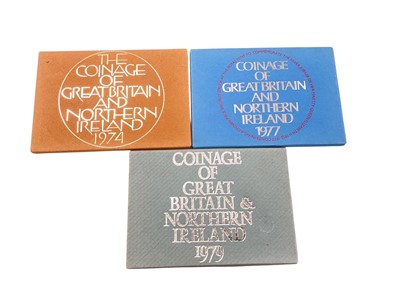 THE
COINAGE
OF
GREAT BRITAIN
AND
NORTHERN
IRELAND
1974
COINAGE
OF
GREAT BRITAIN
AND
NORTHERN
IRELAND
1977
COINAGE
OF
GREAT
BRITAIN &
NORTHERN
IRELAND
1979